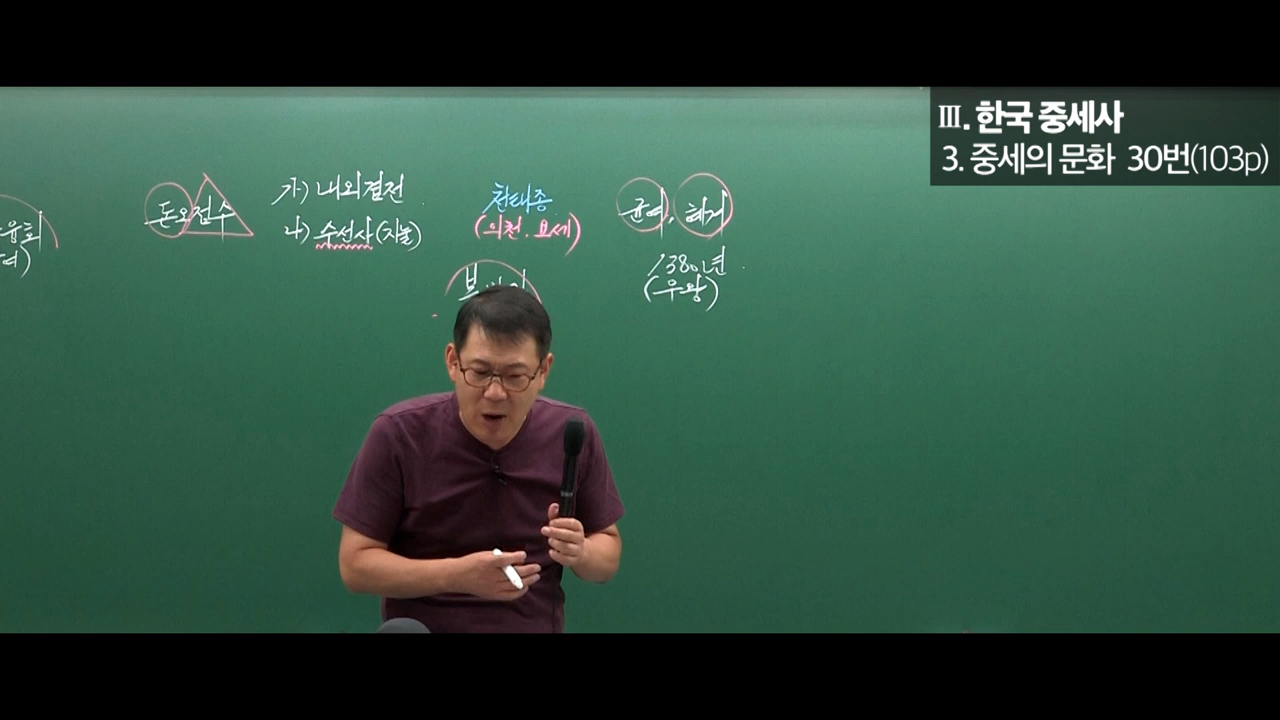 Ⅲ. 한국 중세사
3. 중세의 문화 30번(103p)
돈오점수
가) 내외겸전
나) 수선사(지눌)
천태종
(의천. 요세)
균여, 혜거
1380년
(우왕)